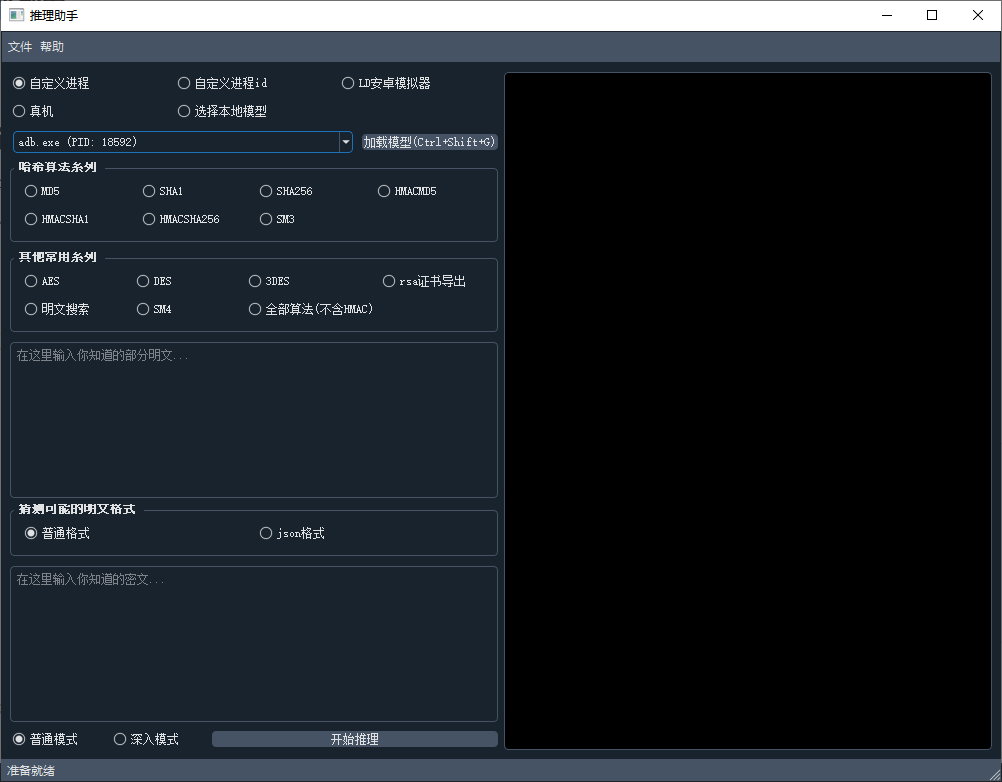 推理助手
文件 帮助
自定义进程 自定义进程id LD安卓模拟器
真机 选择本地模型
adb.exe (PID: 18592) 加载模型(Ctrl+Shift+G)
哈希算法系列
MD5 SHA1 SHA256 HMACMD5
HMACSHA1 HMACSHA256 SM3
其他常用系列
AES DES 3DES rsa证书导出
明文搜索 SM4 全部算法(不含HMAC)
在这里输入你知道的部分明文...
猜测可能的明文格式
普通格式 json格式
在这里输入你知道的密文...
普通模式 深入模式 开始推理
准备就绪